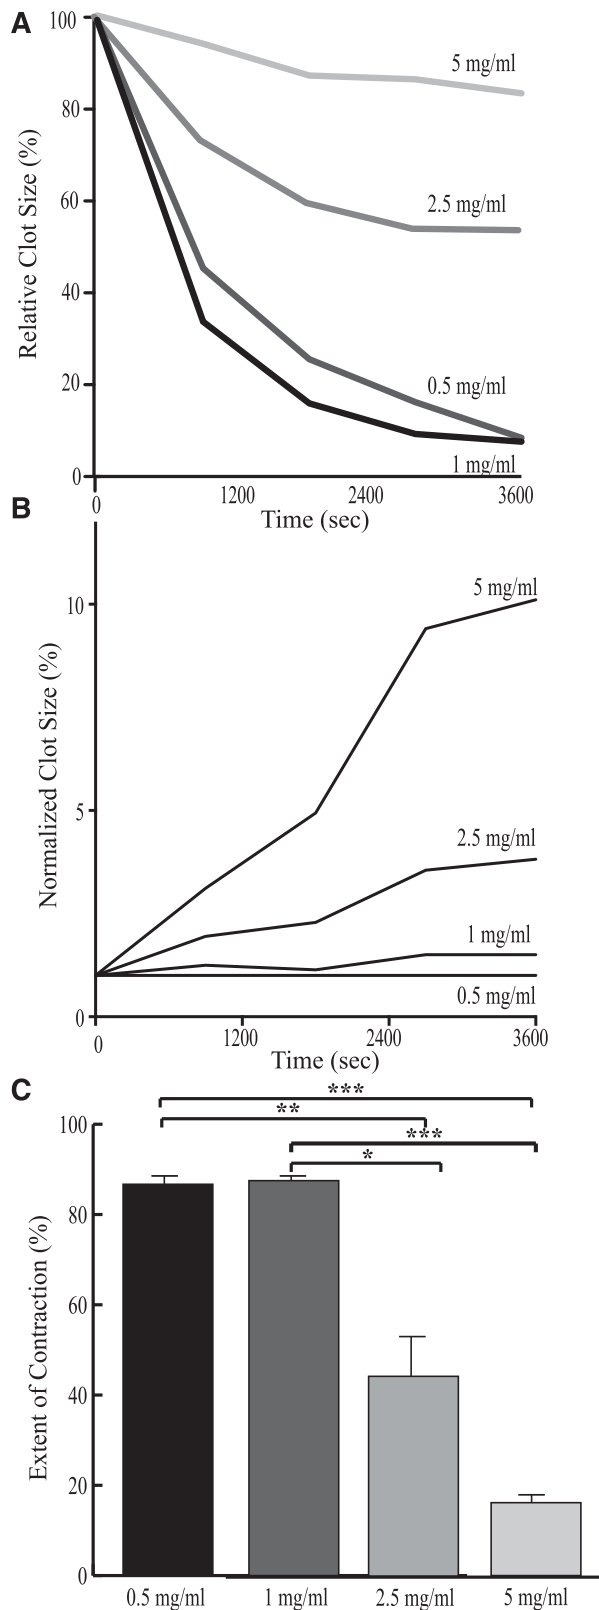 A
100
80
60
40
20
0
Relative Clot Size (%)
5 mg/ml
2.5 mg/ml
0.5 mg/ml
1 mg/ml
0
1200
2400
3600
Time (sec)
B
10
5
0
Normalized Clot Size (%)
5 mg/ml
2.5 mg/ml
1 mg/ml
0.5 mg/ml
0
1200
2400
3600
Time (sec)
C
***
**
***
*
100
80
60
40
20
0
Extent of Contraction (%)
0.5 mg/ml
1 mg/ml
2.5 mg/ml
5 mg/ml